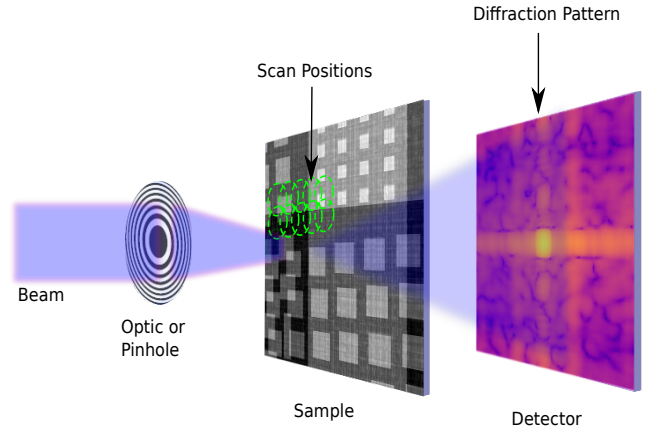 Diffraction Pattern
Scan Positions
Beam
Optic or
Pinhole
Sample
Detector